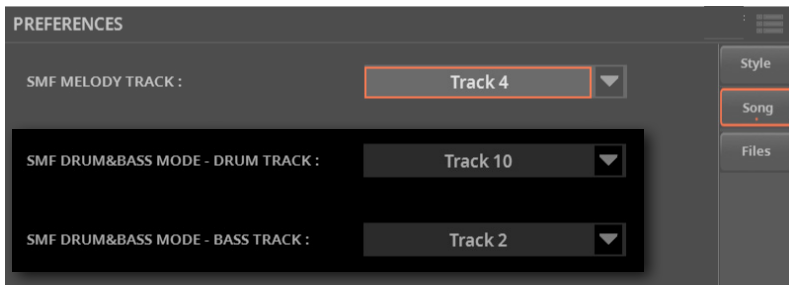 PREFERENCES
SMF MELODY TRACK :
Track 4
SMF DRUM&BASS MODE - DRUM TRACK :
Track 10
SMF DRUM&BASS MODE - BASS TRACK :
Track 2
Style
Song
Files